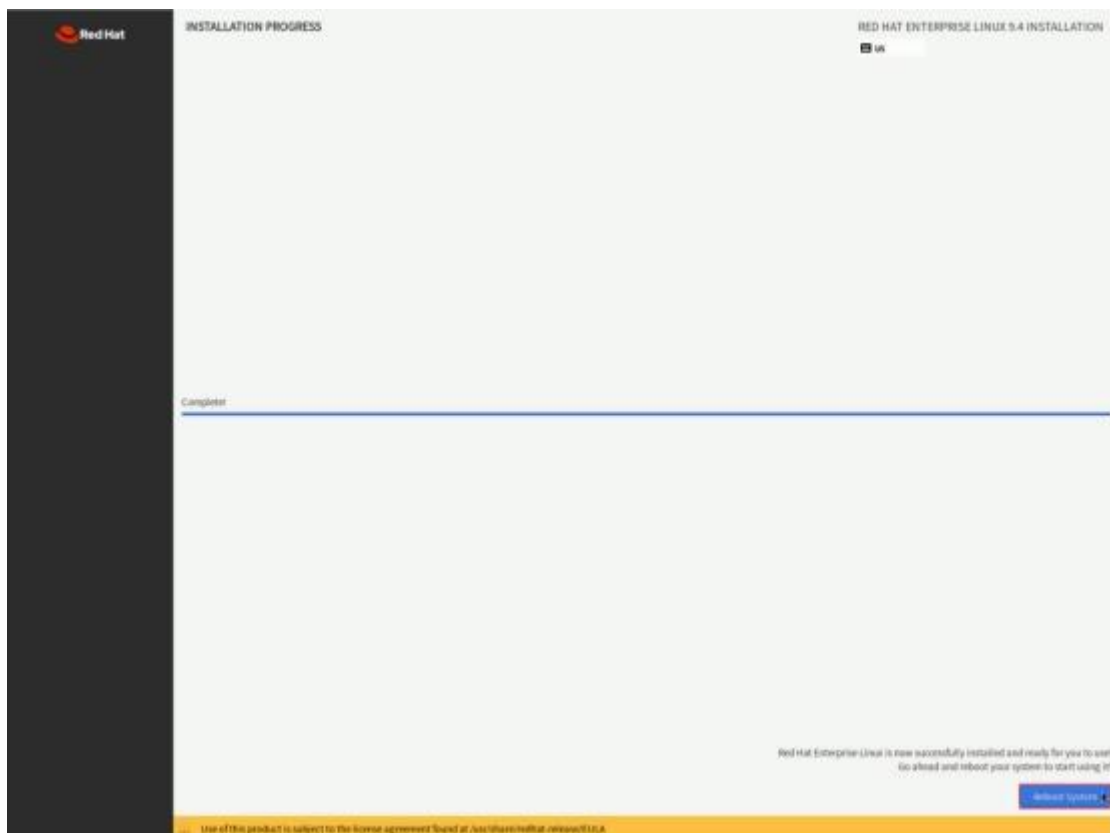 Red Hat
INSTALLATION PROGRESS
RED HAT ENTERPRISE LINUX 9.4 INSTALLATION
us
Complete!
Red Hat Enterprise Linux is now successfully installed and ready for you to use!
Go ahead and reboot your system to start using it!
Reboot System
Use of this product is subject to the license agreement found at /usr/share/redhat-release/EULA